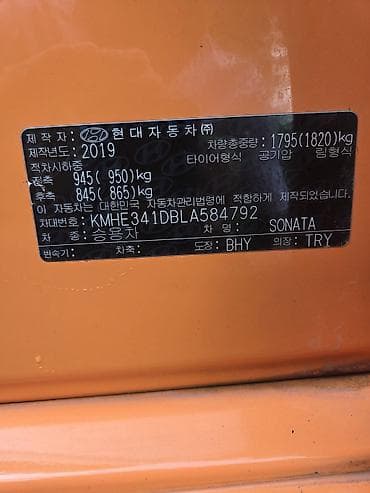 제 작 자 : 현대자동차㈜
제작년도: 2019 차량총중량: 1795(1820)kg
적차시하중 타이어형식 공기압 림형식
전축 945( 950)kg
후축 845( 865)kg
이 자동차는 대한민국 자동차관리법령에 적합하게 제작되었습니다.
차대번호: KMHE341DBLA584792
차 종 : 승용차 차 명 : SONATA
변속기: 차축: 도장: BHY 의장: TRY